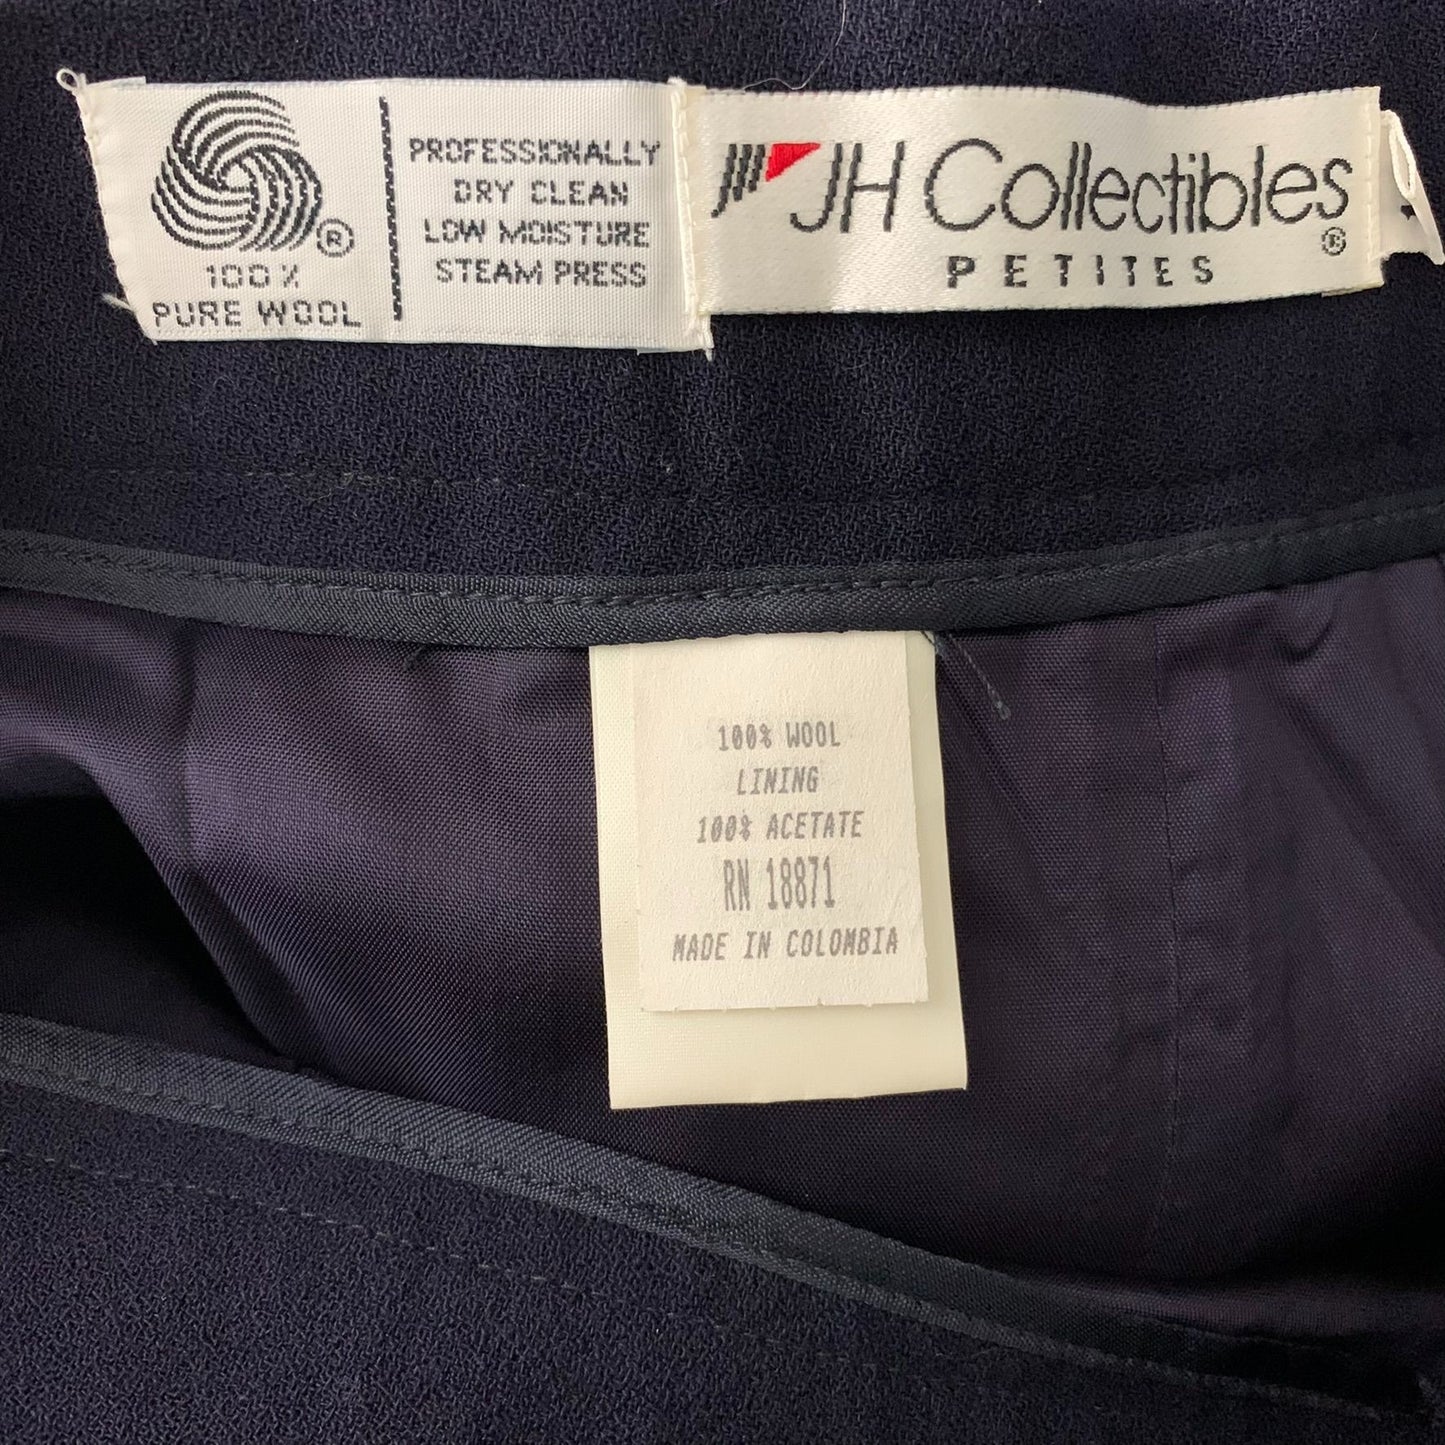 ®
100%
PURE WOOL
PROFESSIONALLY
DRY CLEAN
LOW MOISTURE
STEAM PRESS
JH Collectibles®
PETITES
100% WOOL
LINING
100% ACETATE
RN 18871
MADE IN COLOMBIA